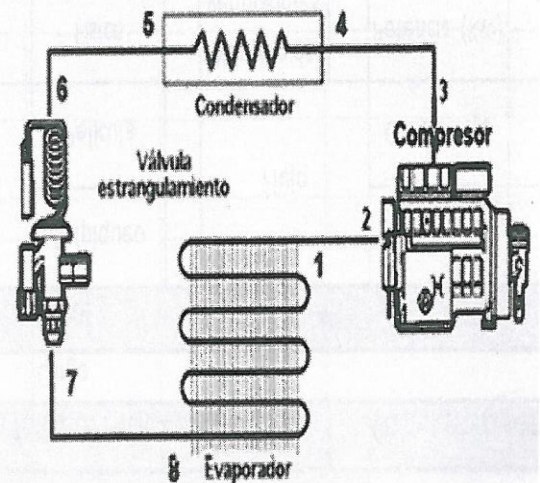 5
4
Condensador
6
3
Compresor
Válvula
estrangulamiento
2
1
7
8 Evaporador